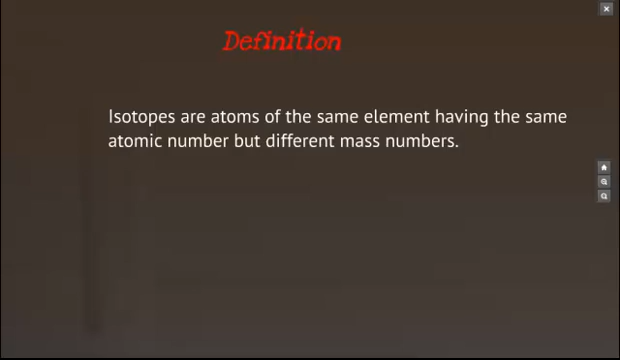 Definition
Isotopes are atoms of the same element having the same
atomic number but different mass numbers.